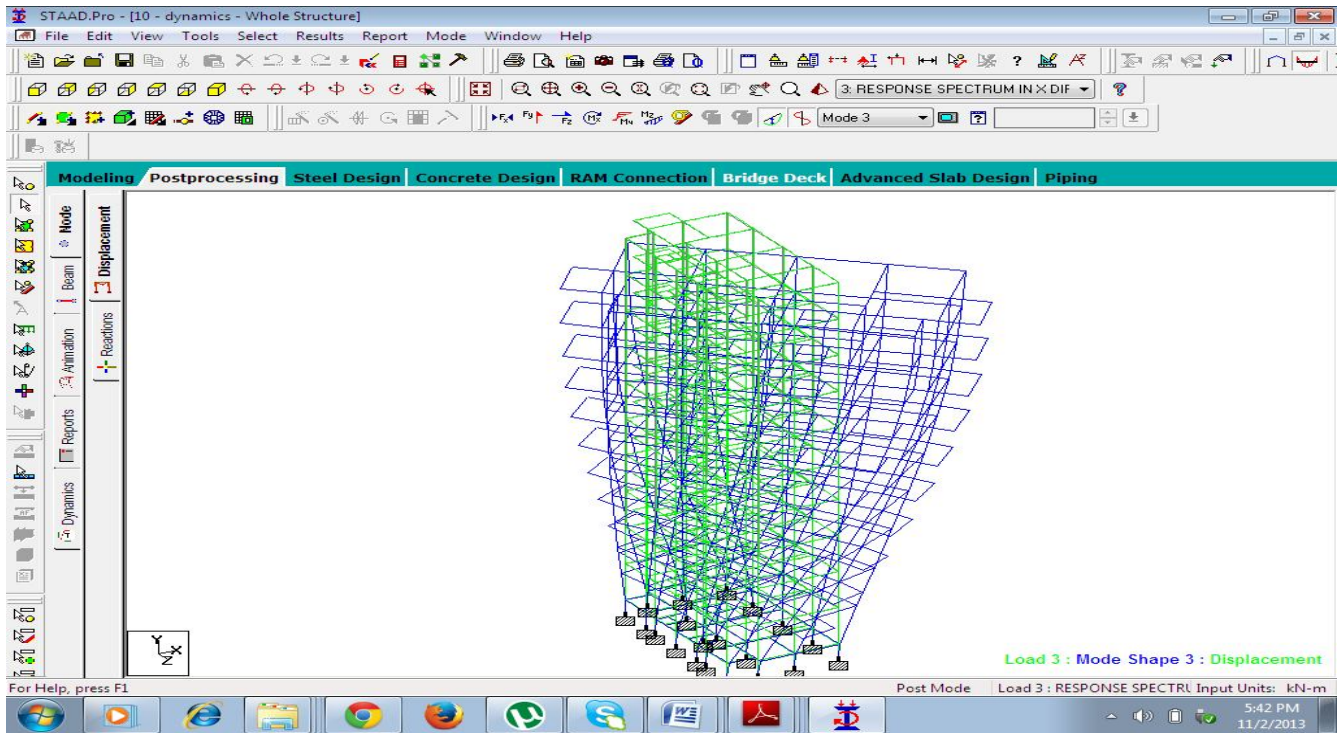 STAAD.Pro - [10 - dynamics - Whole Structure]
File Edit View Tools Select Results Report Mode Window Help
3: RESPONSE SPECTRUM IN X DIF
Mode 3
Modeling Postprocessing Steel Design Concrete Design RAM Connection Bridge Deck Advanced Slab Design Piping
Node
Beam
Animation
Reports
Dynamics
Displacement
Reactions
Y
X
Z
Load 3 : Mode Shape 3 : Displacement
For Help, press F1
Post Mode Load 3 : RESPONSE SPECTRU Input Units: kN-m
5:42 PM
11/2/2013